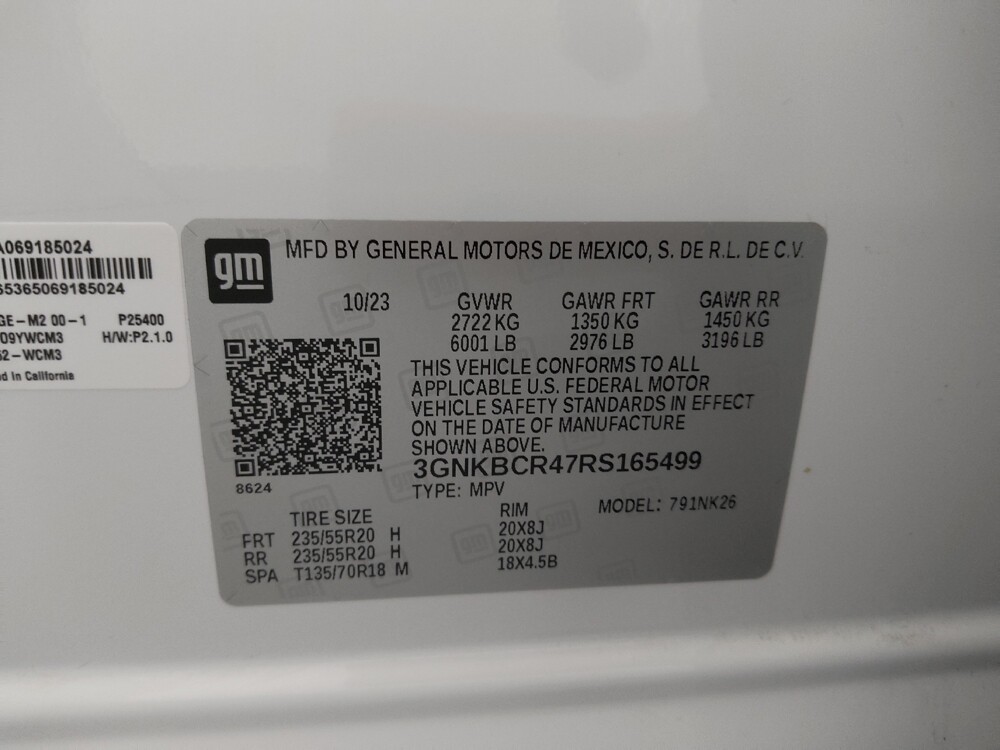 A069185024
65365069185024
GE-M2 00-1 P25400
D9YWCM3 H/W:P2.1.0
52-WCM3
d in California
gm
MFD BY GENERAL MOTORS DE MEXICO, S. DE R.L. DE C.V.
10/23 GVWR GAWR FRT GAWR RR
2722 KG 1350 KG 1450 KG
6001 LB 2976 LB 3196 LB
THIS VEHICLE CONFORMS TO ALL
APPLICABLE U.S. FEDERAL MOTOR
VEHICLE SAFETY STANDARDS IN EFFECT
ON THE DATE OF MANUFACTURE
SHOWN ABOVE.
3GNKBCR47RS165499
8624
TYPE: MPV
MODEL: 791NK26
TIRE SIZE RIM
FRT 235/55R20 H 20X8J
RR 235/55R20 H 20X8J
SPA T135/70R18 M 18X4.5B